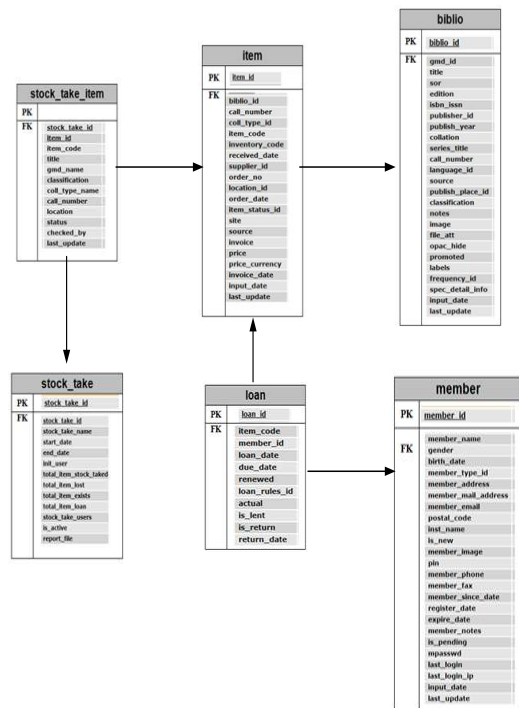 stock_take_item
PK
FK
stock_take_id
item_id
item_code
title
gmd_name
classification
coll_type_name
call_number
location
status
checked_by
last_update
item
PK
item_id
FK
biblio_id
call_number
coll_type_id
item_code
inventory_code
received_date
supplier_id
order_no
location_id
order_date
item_status_id
site
source
invoice
price
price_currency
invoice_date
input_date
last_update
biblio
PK
biblio_id
FK
gmd_id
title
sor
edition
isbn_issn
publisher_id
publish_year
collation
series_title
call_number
language_id
source
publish_place_id
classification
notes
image
file_att
opac_hide
promoted
labels
frequency_id
spec_detail_info
input_date
last_update
stock_take
PK
stock_take_id
FK
stock_take_id
stock_take_name
start_date
end_date
init_user
total_item_stock_taked
total_item_lost
total_item_exists
total_item_loan
stock_take_users
is_active
report_file
loan
PK
loan_id
FK
item_code
member_id
loan_date
due_date
renewed
loan_rules_id
actual
is_lent
is_return
return_date
member
PK
member_id
FK
member_name
gender
birth_date
member_type_id
member_address
member_mail_address
member_email
postal_code
inst_name
is_new
member_image
pin
member_phone
member_fax
member_since_date
register_date
expire_date
member_notes
is_pending
mpasswd
last_login
last_login_ip
input_date
last_update